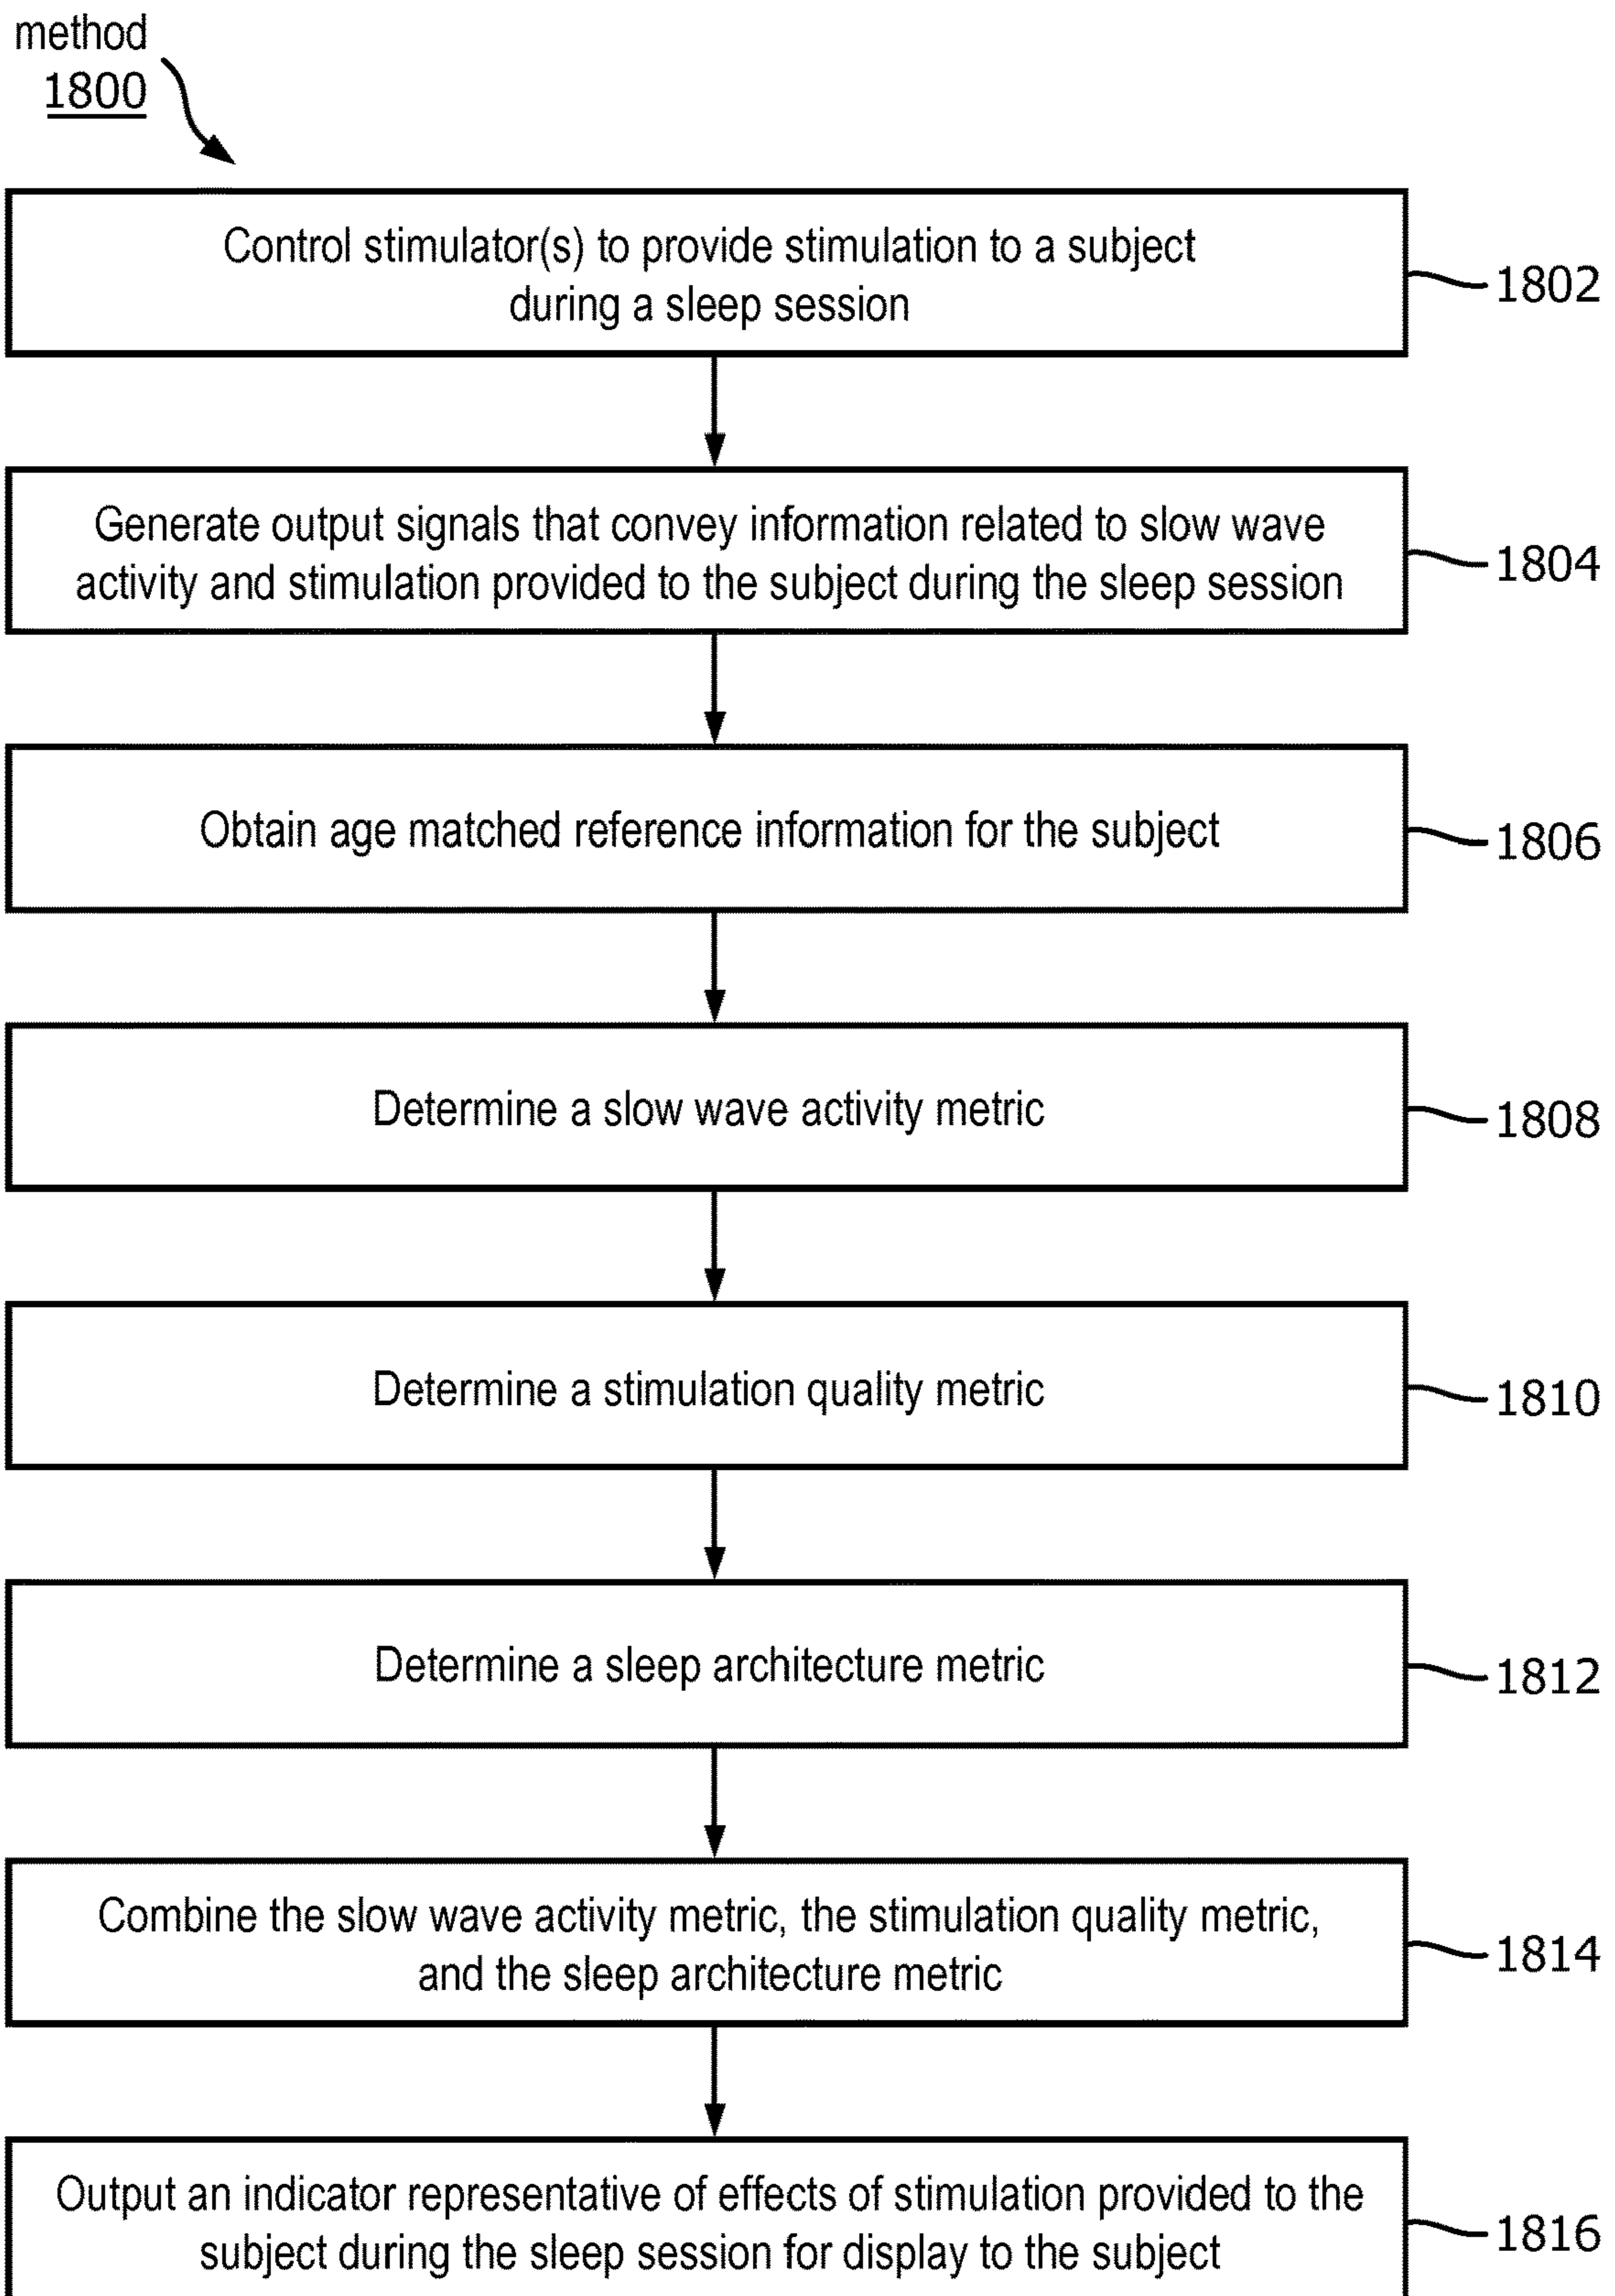 method
1800
Control stimulator(s) to provide stimulation to a subject
during a sleep session
1802
Generate output signals that convey information related to slow wave
activity and stimulation provided to the subject during the sleep session
1804
Obtain age matched reference information for the subject
1806
Determine a slow wave activity metric
1808
Determine a stimulation quality metric
1810
Determine a sleep architecture metric
1812
Combine the slow wave activity metric, the stimulation quality metric,
and the sleep architecture metric
1814
Output an indicator representative of effects of stimulation provided to the
subject during the sleep session for display to the subject
1816